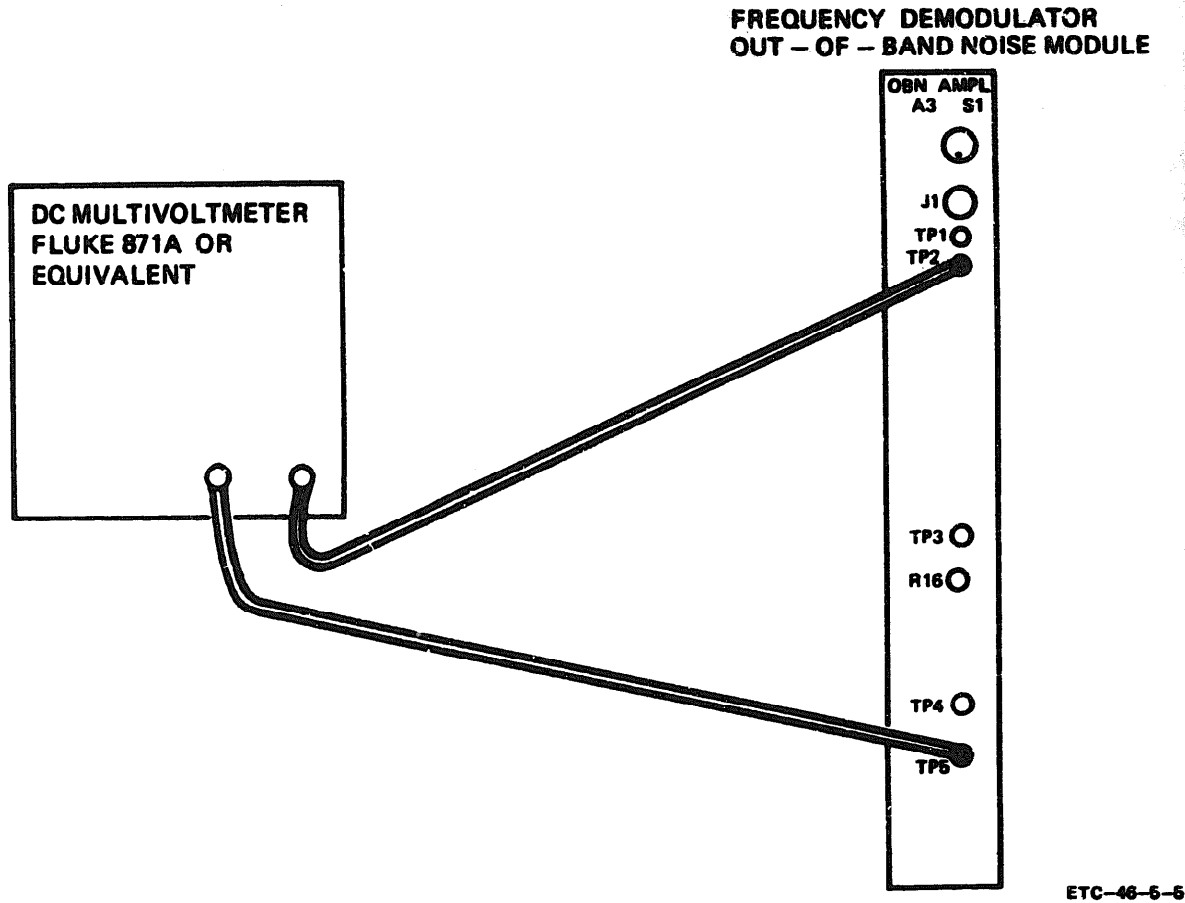 FREQUENCY DEMODULATOR
OUT – OF – BAND NOISE MODULE
OBN AMPL
A3 S1
DC MULTIVOLTMETER
FLUKE 871A OR
EQUIVALENT
J1
TP1
TP2
TP3
R16
TP4
TP5
ETC–46–5–5